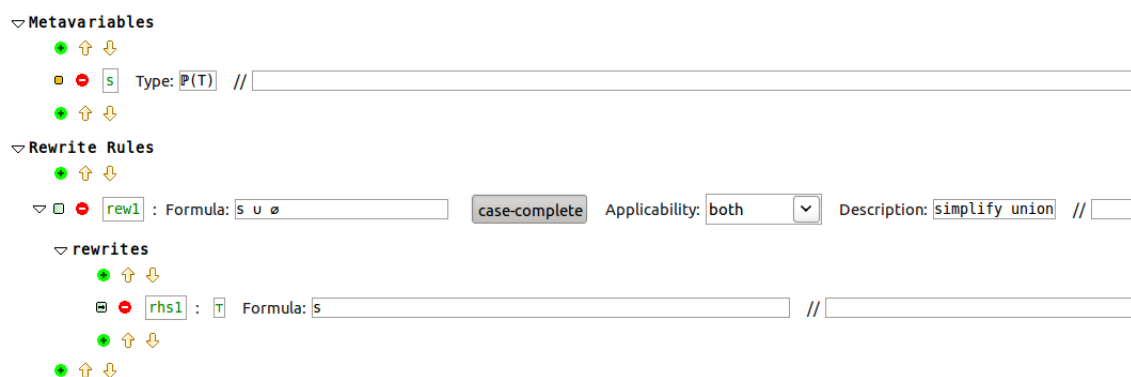 Metavariables
s Type: ℙ(T) //
Rewrite Rules
rew1 : Formula: s ∪ ∅ case-complete Applicability: both Description: simplify union //
rewrites
rhs1 : ⊤ Formula: s //